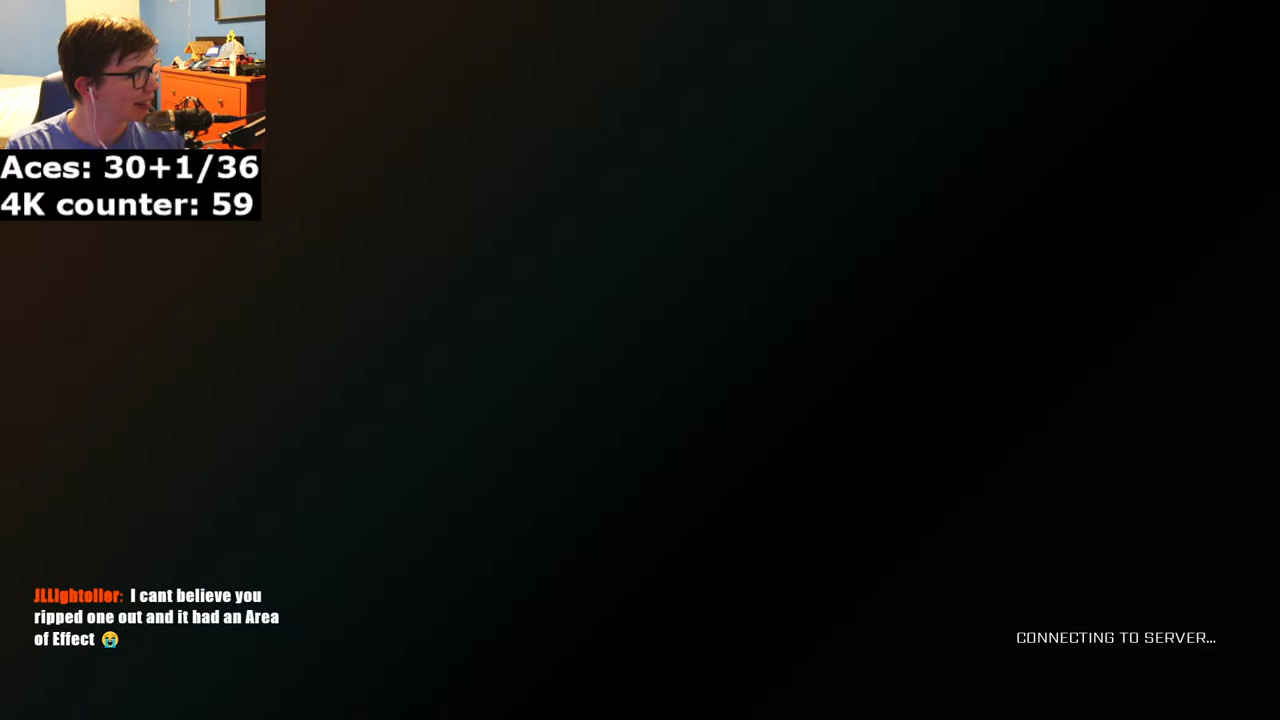 Aces: 30+1/36
4K counter: 59
JLLightoller: I cant believe you
ripped one out and it had an Area
of Effect 😭
CONNECTING TO SERVER...